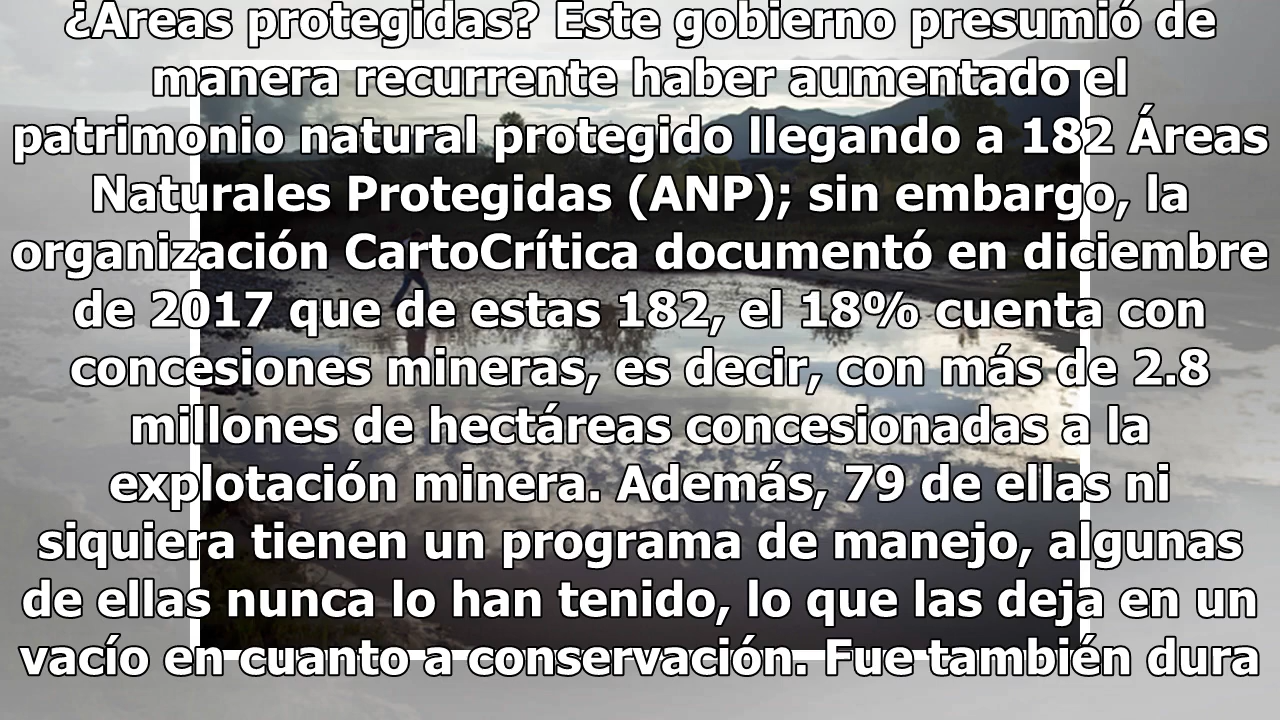 ¿Áreas protegidas? Este gobierno presumió de
manera recurrente haber aumentado el
patrimonio natural protegido llegando a 182 Áreas
Naturales Protegidas (ANP); sin embargo, la
organización CartoCrítica documentó en diciembre
de 2017 que de estas 182, el 18% cuenta con
concesiones mineras, es decir, con más de 2.8
millones de hectáreas concesionadas a la
explotación minera. Además, 79 de ellas ni
siquiera tienen un programa de manejo, algunas
de ellas nunca lo han tenido, lo que las deja en un
vacío en cuanto a conservación. Fue también dura